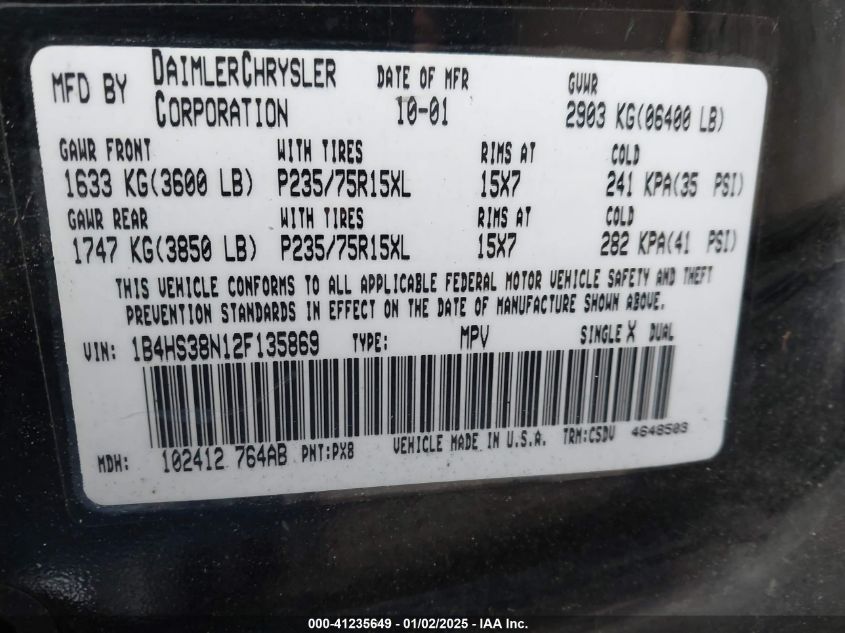 MFD BY DAIMLERCHRYSLER CORPORATION DATE OF MFR 10-01 GVWR 2903 KG(06400 LB)
GAWR FRONT WITH TIRES RIMS AT COLD
1633 KG(3600 LB) P235/75R15XL 15X7 241 KPA(35 PSI)
GAWR REAR WITH TIRES RIMS AT COLD
1747 KG(3850 LB) P235/75R15XL 15X7 282 KPA(41 PSI)
THIS VEHICLE CONFORMS TO ALL APPLICABLE FEDERAL MOTOR VEHICLE SAFETY AND THEFT
PREVENTION STANDARDS IN EFFECT ON THE DATE OF MANUFACTURE SHOWN ABOVE.
VIN: 1B4HS38N12F135869 TYPE: MPV SINGLE X DUAL
MDH: 102412 764AB PNT:PX8 VEHICLE MADE IN U.S.A. TRM:CSDV 4648503
000-41235649 - 01/02/2025 - IAA Inc.